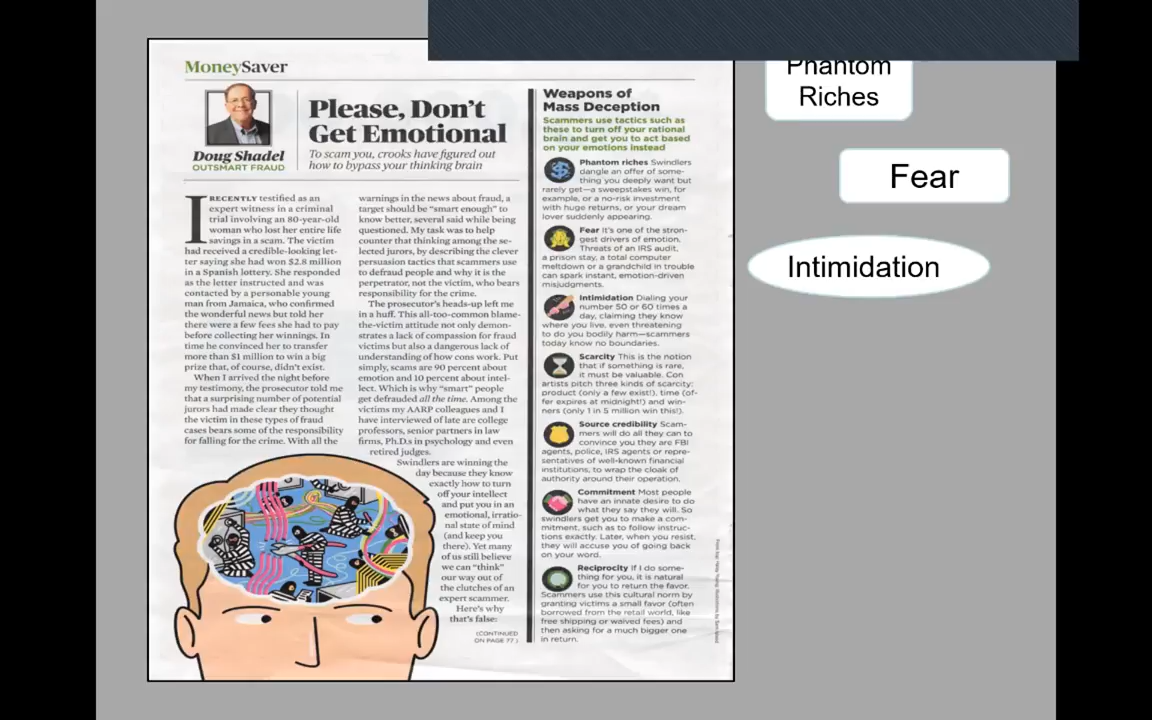 MoneySaver
Doug Shadel
OUTSMART FRAUD
Please, Don't
Get Emotional
To scam you, crooks have figured out
how to bypass your thinking brain
I RECENTLY testified as an
expert witness in a criminal
trial involving an 80-year-old
woman who lost her entire life
savings in a scam. The victim
had received a credible-looking let-
ter saying she had won $2.8 million
in a Spanish lottery. She responded
as the letter instructed and was
contacted by a personable young
man from Jamaica, who confirmed
the wonderful news but told her
there were a few fees she had to pay
before collecting her winnings. In
time he convinced her to transfer
more than $1 million to win a big
prize that, of course, didn't exist.
When I arrived the night before
my testimony, the prosecutor told me
that a surprising number of potential
jurors had made clear they thought
the victim in these types of fraud
cases bears some of the responsibility
for falling for the crime. With all the
warnings in the news about fraud, a
target should be "smart enough" to
know better, several said while being
questioned. My task was to help
counter that thinking among the se-
lected jurors, by describing the clever
persuasion tactics that scammers use
to defraud people and why it is the
perpetrator, not the victim, who bears
responsibility for the crime.
The prosecutor's heads-up left me
in a huff. This all-too-common blame-
the-victim attitude not only demon-
strates a lack of compassion for fraud
victims but also a dangerous lack of
understanding of how cons work. Put
simply, scams are 90 percent about
emotion and 10 percent about intel-
lect. Which is why "smart" people
get defrauded all the time. Among the
victims my AARP colleagues and I
have interviewed of late are college
professors, senior partners in law
firms, Ph.D.s in psychology and even
retired judges.
Swindlers are winning the
day because they know
exactly how to turn
off your intellect
and put you in an
emotional, irratio-
nal state of mind
(and keep you
there). Yet many
of us still believe
we can "think"
our way out of
the clutches of an
expert scammer.
Here's why
that's false:
(CONTINUED
ON PAGE 77.)
Weapons of
Mass Deception
Scammers use tactics such as
these to turn off your rational
brain and get you to act based
on your emotions instead
Phantom riches Swindlers
dangle an offer of some-
thing you deeply want but
rarely get—a sweepstakes win, for
example, or a no-risk investment
with huge returns, or your dream
lover suddenly appearing.
Fear It's one of the stron-
gest drivers of emotion.
Threats of an IRS audit,
a prison stay, a total computer
meltdown or a grandchild in trouble
can spark instant, emotion-driven
misjudgments.
Intimidation Dialing your
number 50 or 60 times a
day, claiming they know
where you live, even threatening
to do you bodily harm—scammers
today know no boundaries.
Scarcity This is the notion
that if something is rare,
it must be valuable. Con
artists pitch three kinds of scarcity:
product (only a few exist!), time (of-
fer expires at midnight!) and win-
ners (only 1 in 5 million win this!).
Source credibility Scam-
mers will do all they can to
convince you they are FBI
agents, police, IRS agents or repre-
sentatives of well-known financial
institutions, to wrap the cloak of
authority around their operation.
Commitment Most people
have an innate desire to do
what they say they will. So
swindlers get you to make a com-
mitment, such as to follow instruc-
tions exactly. Later, when you resist,
they will accuse you of going back
on your word.
Reciprocity If I do some-
thing for you, it is natural
for you to return the favor.
Scammers use this cultural norm by
granting victims a small favor (often
borrowed from the retail world, like
free shipping or waived fees) and
then asking for a much bigger one
in return.
Phantom
Riches
Fear
Intimidation